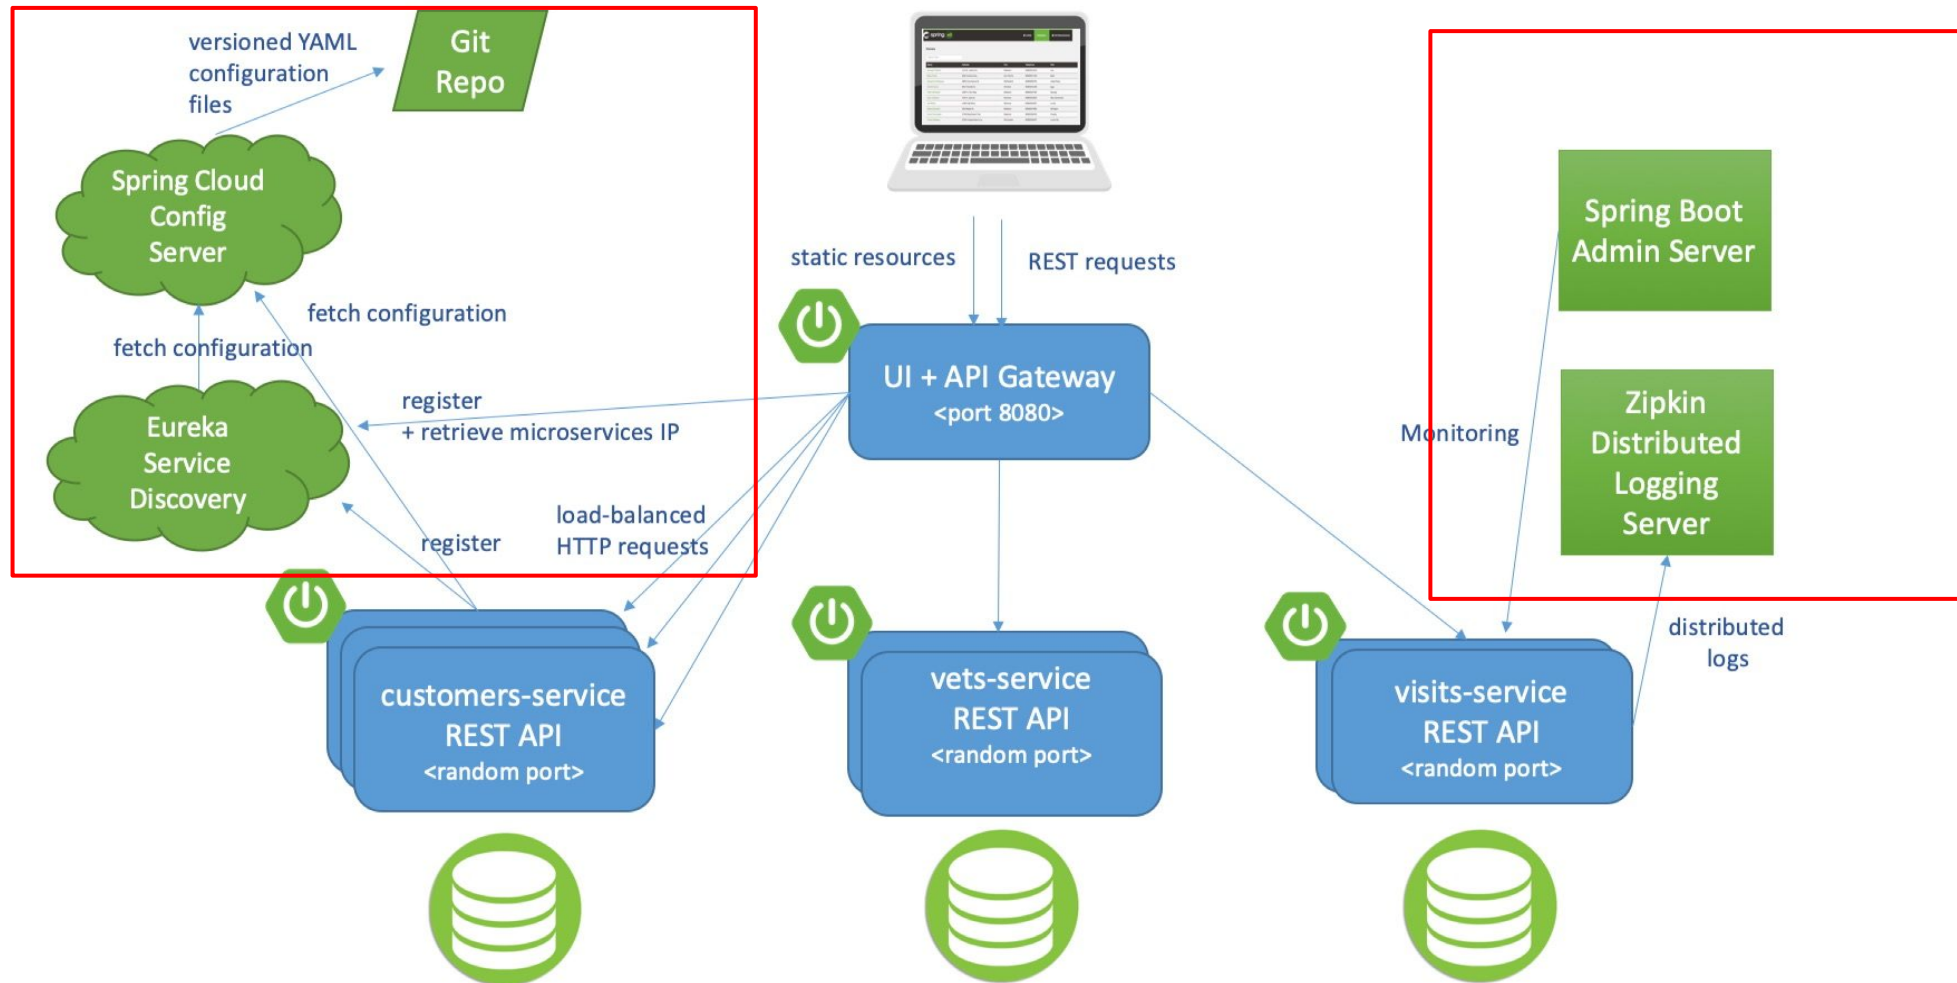 versioned YAML
configuration
files
Git
Repo
spring
Spring Cloud
Config
Server
fetch configuration
fetch configuration
Eureka
Service
Discovery
register
+ retrieve microservices IP
register
load-balanced
HTTP requests
static resources
REST requests
UI + API Gateway
<port 8080>
Spring Boot
Admin Server
Monitoring
Zipkin
Distributed
Logging
Server
distributed
logs
customers-service
REST API
<random port>
vets-service
REST API
<random port>
visits-service
REST API
<random port>